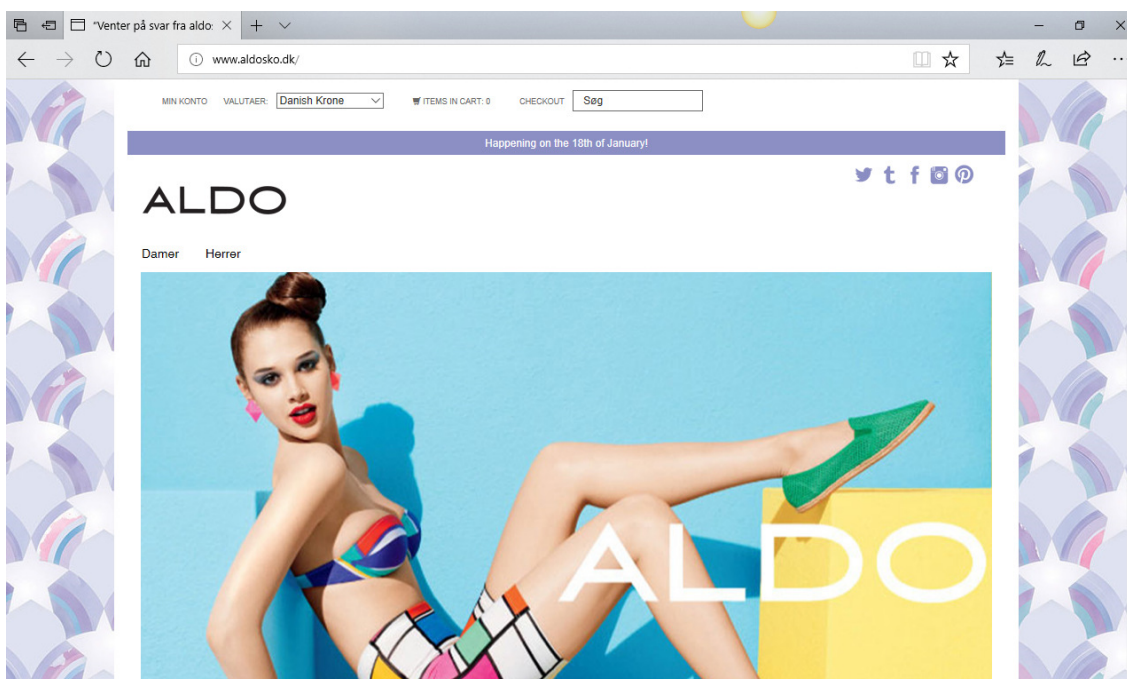 "Venter på svar fra aldo:
www.aldosko.dk/
MIN KONTO VALUTAER: Danish Krone ITEMS IN CART: 0 CHECKOUT Søg
Happening on the 18th of January!
ALDO
Damer Herrer
ALDO